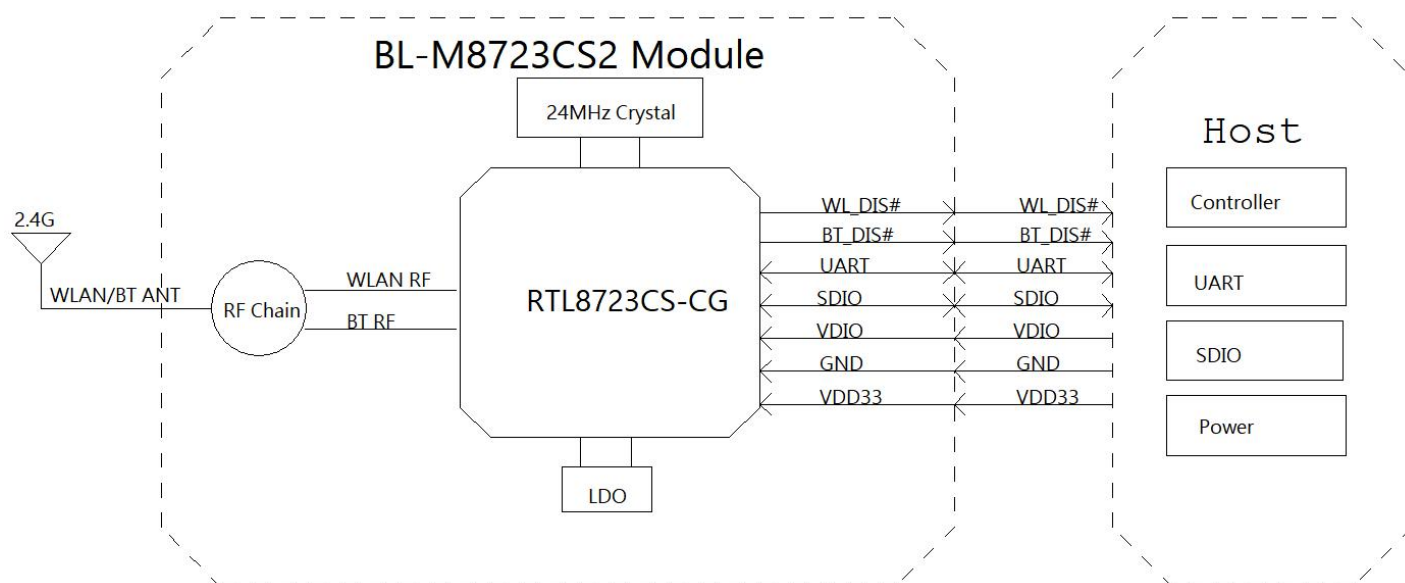 BL-M8723CS2 Module
24MHz Crystal
Host
Controller
WL_DIS# WL_DIS#
BT_DIS# BT_DIS#
2.4G
UART UART
UART
WLAN RF
WLAN/BT ANT
RF Chain
RTL8723CS-CG
SDIO SDIO
BT RF
VDIO VDIO
SDIO
GND GND
VDD33 VDD33
Power
LDO